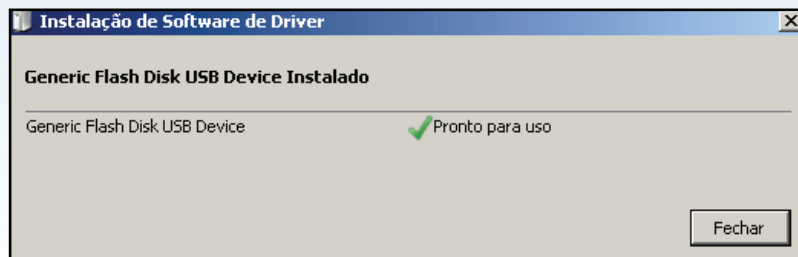 Instalação de Software de Driver
Generic Flash Disk USB Device Instalado
Generic Flash Disk USB Device Pronto para uso
Fechar